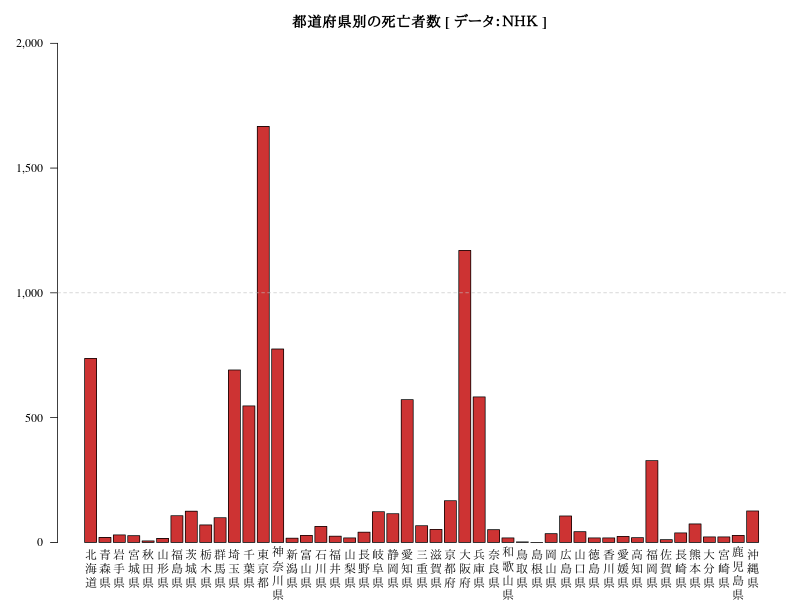 都道府県別の死亡者数 [ データ：NHK ]
2,000
1,500
1,000
500
0
北海道
青森県
岩手県
宮城県
秋田県
山形県
福島県
茨城県
栃木県
群馬県
埼玉県
千葉県
東京都
神奈川県
新潟県
富山県
石川県
福井県
山梨県
長野県
岐阜県
静岡県
愛知県
三重県
滋賀県
京都府
大阪府
兵庫県
奈良県
和歌山県
鳥取県
島根県
岡山県
広島県
山口県
徳島県
香川県
愛媛県
高知県
福岡県
佐賀県
長崎県
熊本県
大分県
宮崎県
鹿児島県
沖縄県